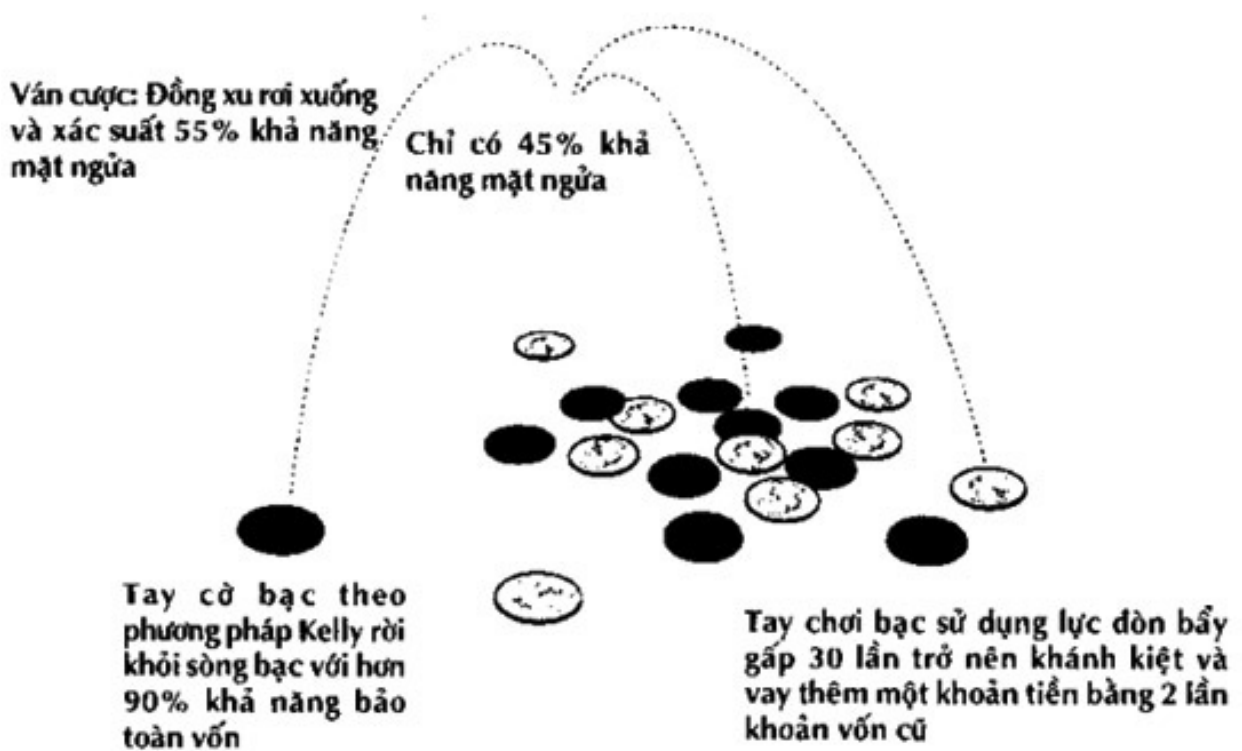 Ván cược: Đồng xu rơi xuống
và xác suất 55% khả năng
mặt ngửa
Chỉ có 45% khả
năng mặt ngửa
Tay cờ bạc theo
phương pháp Kelly rời
khỏi sòng bạc với hơn
90% khả năng bảo
toàn vốn
Tay chơi bạc sử dụng lực đòn bẩy
gấp 30 lần trở nên khánh kiệt và
vay thêm một khoản tiền bằng 2 lần
khoản vốn cũ